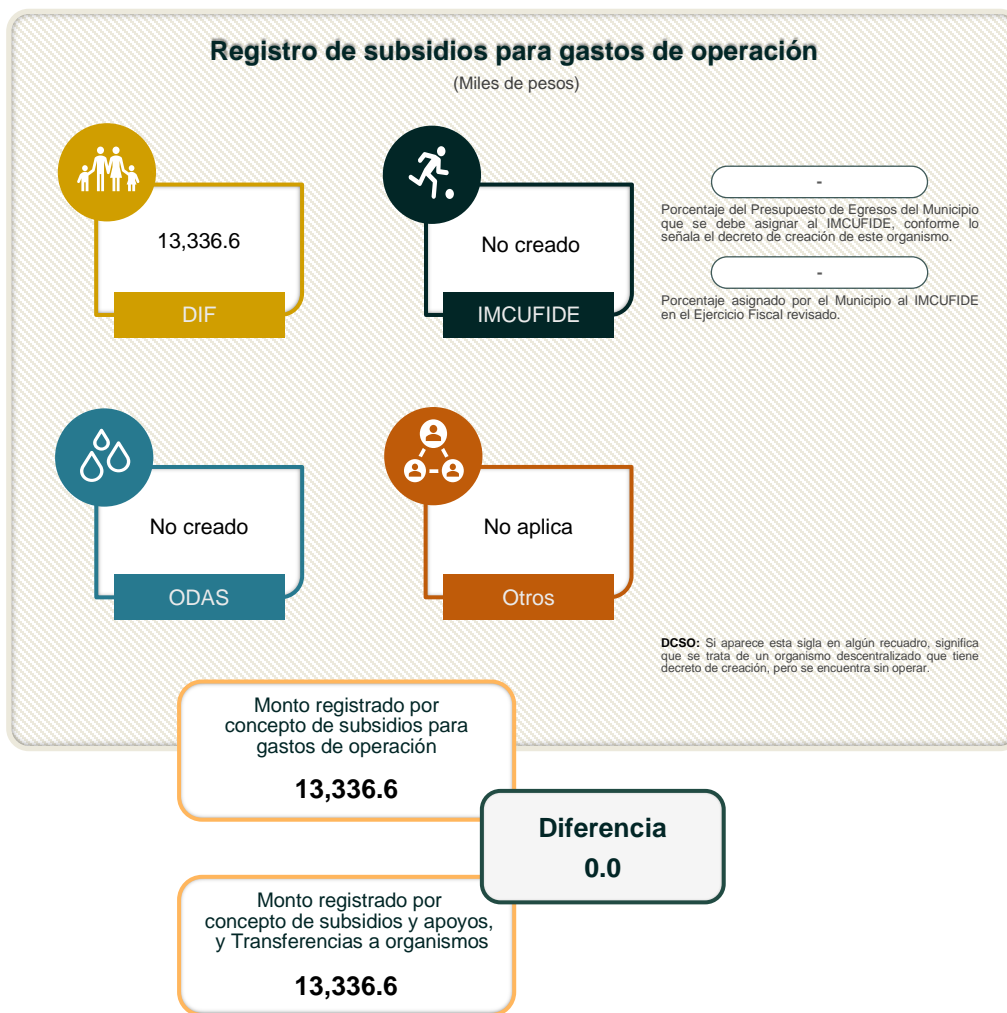 Registro de subsidios para gastos de operación
(Miles de pesos)
13,336.6
DIF
No creado
IMCUFIDE
-
Porcentaje del Presupuesto de Egresos del Municipio
que se debe asignar al IMCUFIDE, conforme lo
señala el decreto de creación de este organismo.
-
Porcentaje asignado por el Municipio al IMCUFIDE
en el Ejercicio Fiscal revisado.
No creado
ODAS
No aplica
Otros
DCSO: Si aparece esta sigla en algún recuadro, significa
que se trata de un organismo descentralizado que tiene
decreto de creación, pero se encuentra sin operar.
Monto registrado por
concepto de subsidios para
gastos de operación
13,336.6
Diferencia
0.0
Monto registrado por
concepto de subsidios y apoyos,
y Transferencias a organismos
13,336.6